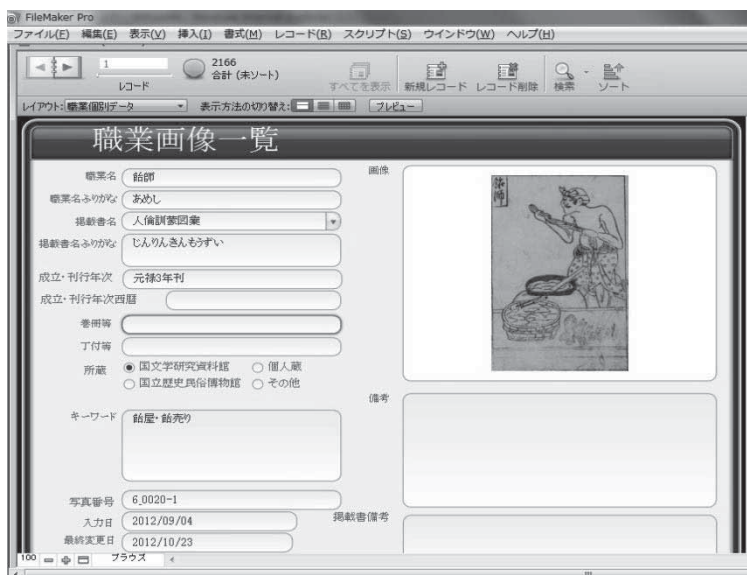 FileMaker Pro
ファイル(F) 編集(E) 表示(V) 挿入(I) 書式(M) レコード(R) スクリプト(S) ウインドウ(W) ヘルプ(H)
1
レコード
2166
合計 (未ソート)
すべてを表示 新規レコード レコード削除 検索 ソート
レイアウト: 職業個別データ 表示方法の切り替え: プレビュー
職業画像一覧
職業名 飴師
職業名ふりがな あめし
掲載書名 人倫訓蒙図彙
掲載書名ふりがな じんりんきんもうずい
成立・刊行年次 元禄3年刊
成立・刊行年次西暦
巻冊等
丁付等
所蔵 国文学研究資料館 個人蔵
国立歴史民俗博物館 その他
キーワード 飴屋・飴売り
写真番号 6_0020-1
入力日 2012/09/04
最終変更日 2012/10/23
画像
備考
掲載書備考
100 ブラウズ